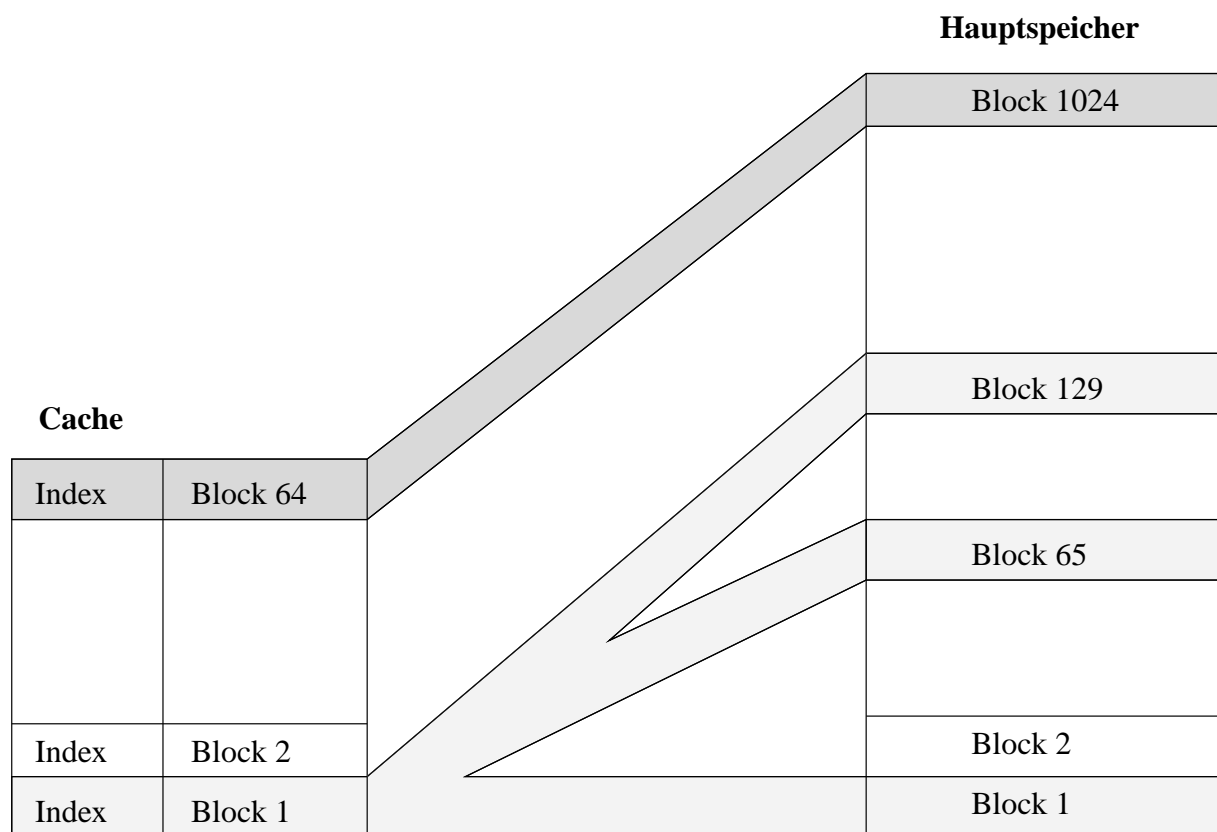 Hauptspeicher
Block 1024
Block 129
Cache
Index Block 64
Block 65
Index Block 2
Block 2
Index Block 1
Block 1